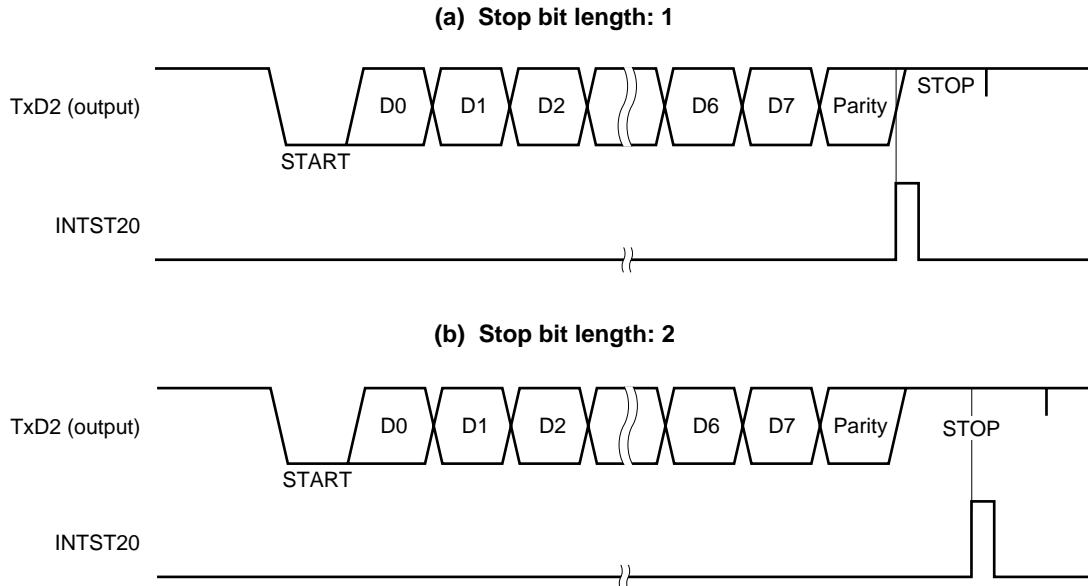 (a) Stop bit length: 1
TxD2 (output)
D0 D1 D2 D6 D7 Parity STOP
START
INTST20
(b) Stop bit length: 2
TxD2 (output)
D0 D1 D2 D6 D7 Parity STOP
START
INTST20